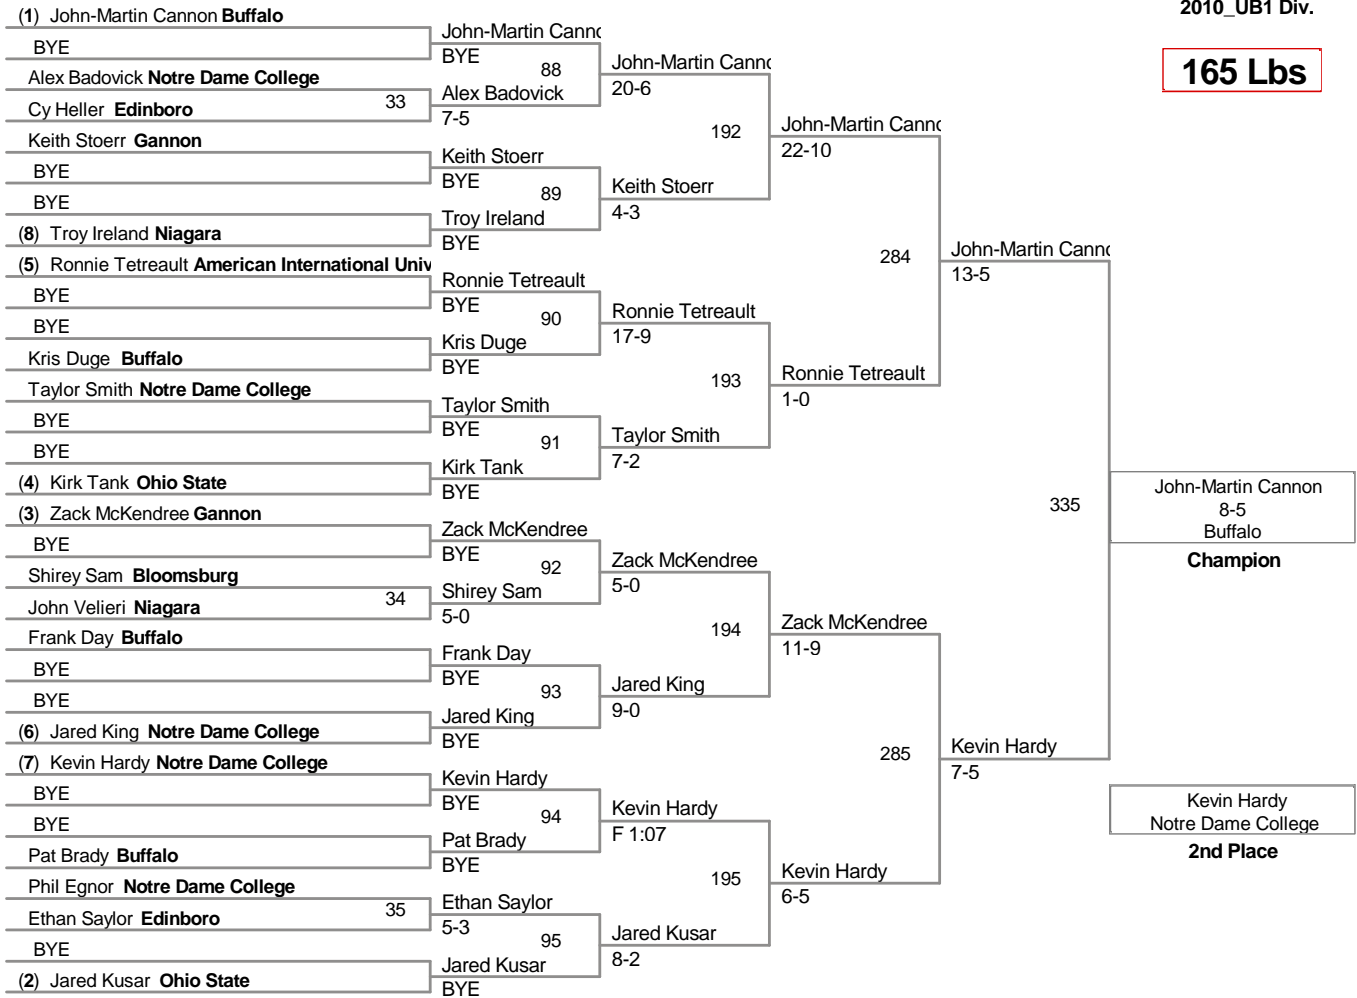 2010_UB1 Div.
165 Lbs
(1) John-Martin Cannon Buffalo
BYE
Alex Badovick Notre Dame College
33
Cy Heller Edinboro
Keith Stoerr Gannon
BYE
BYE
(8) Troy Ireland Niagara
(5) Ronnie Tetreault American International Univ
BYE
BYE
Kris Duge Buffalo
Taylor Smith Notre Dame College
BYE
BYE
(4) Kirk Tank Ohio State
(3) Zack McKendree Gannon
BYE
Shirey Sam Bloomsburg
34
John Velieri Niagara
Frank Day Buffalo
BYE
BYE
(6) Jared King Notre Dame College
(7) Kevin Hardy Notre Dame College
BYE
BYE
Pat Brady Buffalo
Phil Egnor Notre Dame College
35
Ethan Saylor Edinboro
BYE
(2) Jared Kusar Ohio State
John-Martin Canno
BYE
88
Alex Badovick
7-5
Keith Stoerr
BYE
89
Troy Ireland
BYE
Ronnie Tetreault
BYE
90
Kris Duge
BYE
Taylor Smith
BYE
91
Kirk Tank
BYE
Zack McKendree
BYE
92
Shirey Sam
5-0
Frank Day
BYE
93
Jared King
BYE
Kevin Hardy
BYE
94
Pat Brady
BYE
Ethan Saylor
5-3
95
Jared Kusar
BYE
John-Martin Canno
20-6
192
Keith Stoerr
4-3
Ronnie Tetreault
17-9
193
Taylor Smith
7-2
Zack McKendree
5-0
194
Jared King
9-0
Kevin Hardy
F 1:07
195
Jared Kusar
8-2
John-Martin Canno
22-10
284
Ronnie Tetreault
1-0
Zack McKendree
11-9
285
Kevin Hardy
6-5
John-Martin Canno
13-5
335
Kevin Hardy
7-5
John-Martin Cannon
8-5
Buffalo
Champion
Kevin Hardy
Notre Dame College
2nd Place